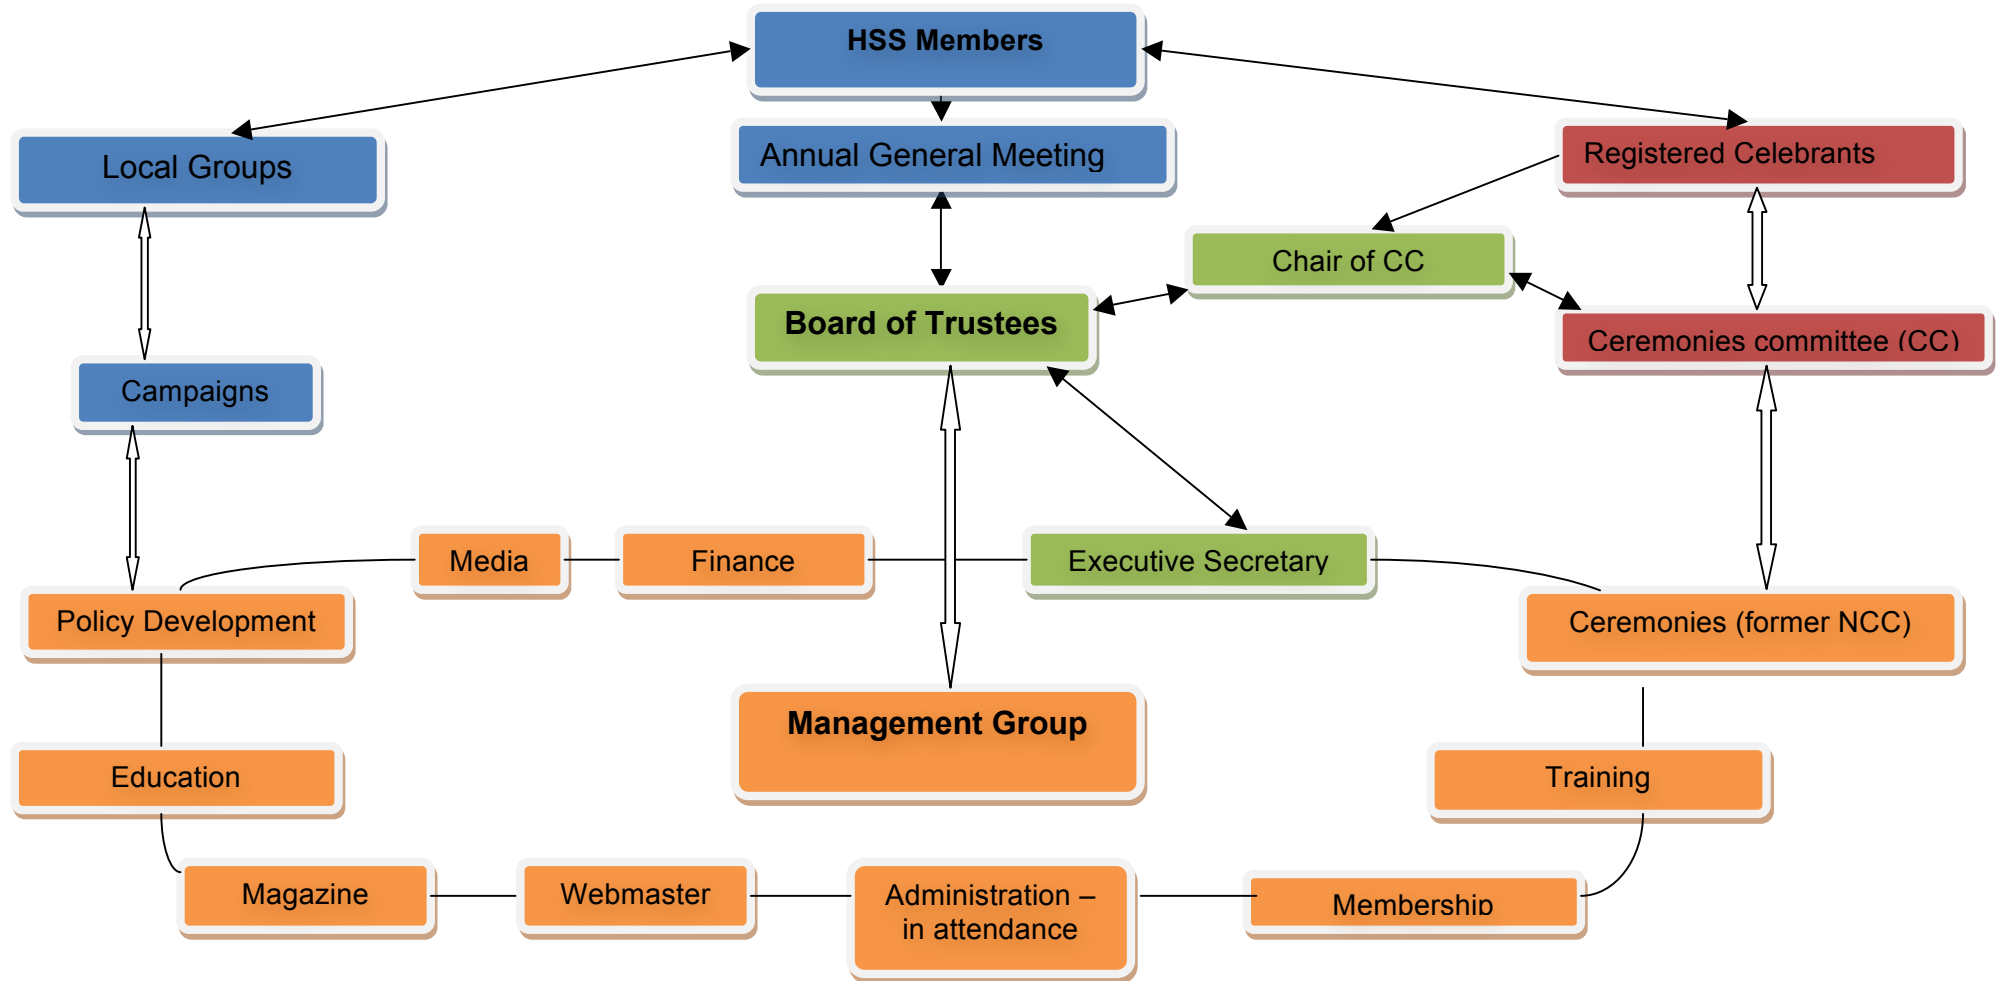 HSS Members
Local Groups
Annual General Meeting
Registered Celebrants
Chair of CC
Board of Trustees
Ceremonies committee (CC)
Campaigns
Media
Finance
Executive Secretary
Policy Development
Ceremonies (former NCC)
Management Group
Education
Training
Magazine
Webmaster
Administration –
in attendance
Membership